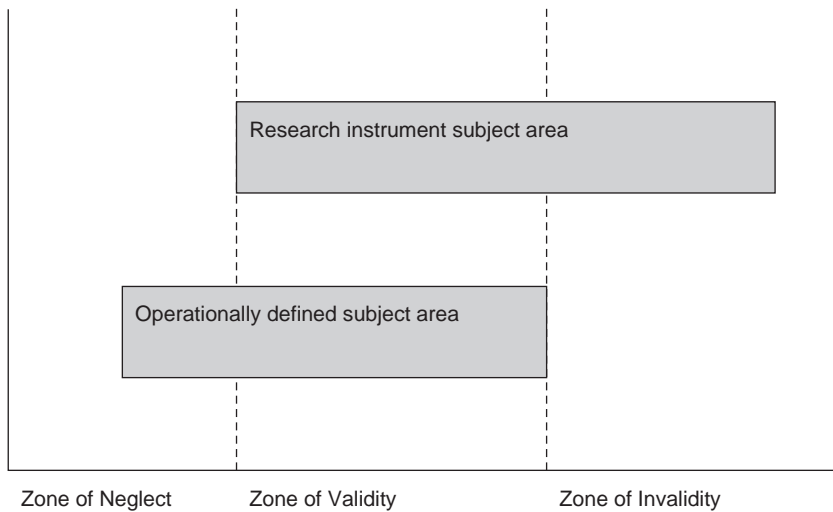 Research instrument subject area
Operationally defined subject area
Zone of Neglect
Zone of Validity
Zone of Invalidity